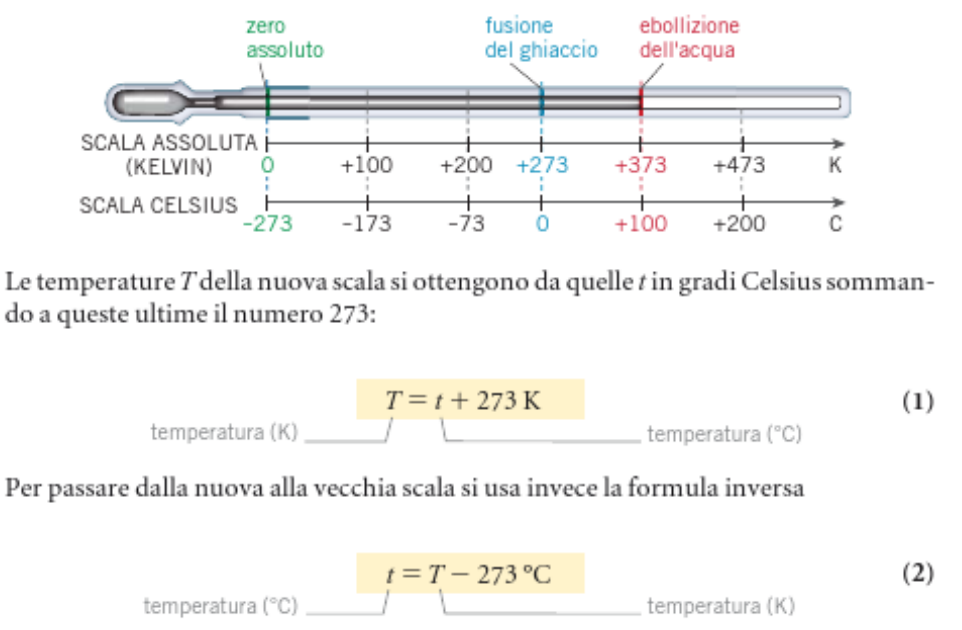 zero
assoluto
fusione
del ghiaccio
ebollizione
dell'acqua
SCALA ASSOLUTA
(KELVIN)
0 +100 +200 +273 +373 +473 K
SCALA CELSIUS
-273 -173 -73 0 +100 +200 C
Le temperature T della nuova scala si ottengono da quelle t in gradi Celsius somman-
do a queste ultime il numero 273:
T = t + 273 K (1)
temperatura (K) temperatura (°C)
Per passare dalla nuova alla vecchia scala si usa invece la formula inversa
t = T − 273 °C (2)
temperatura (°C) temperatura (K)